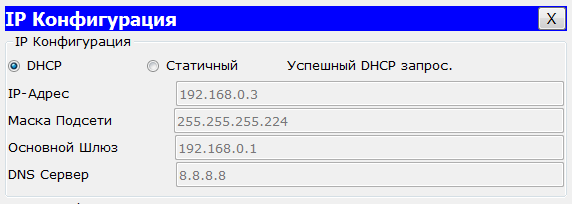 IP Конфигурация X
IP Конфигурация
DHCP Статичный Успешный DHCP запрос.
IP-Адрес 192.168.0.3
Маска Подсети 255.255.255.224
Основной Шлюз 192.168.0.1
DNS Сервер 8.8.8.8